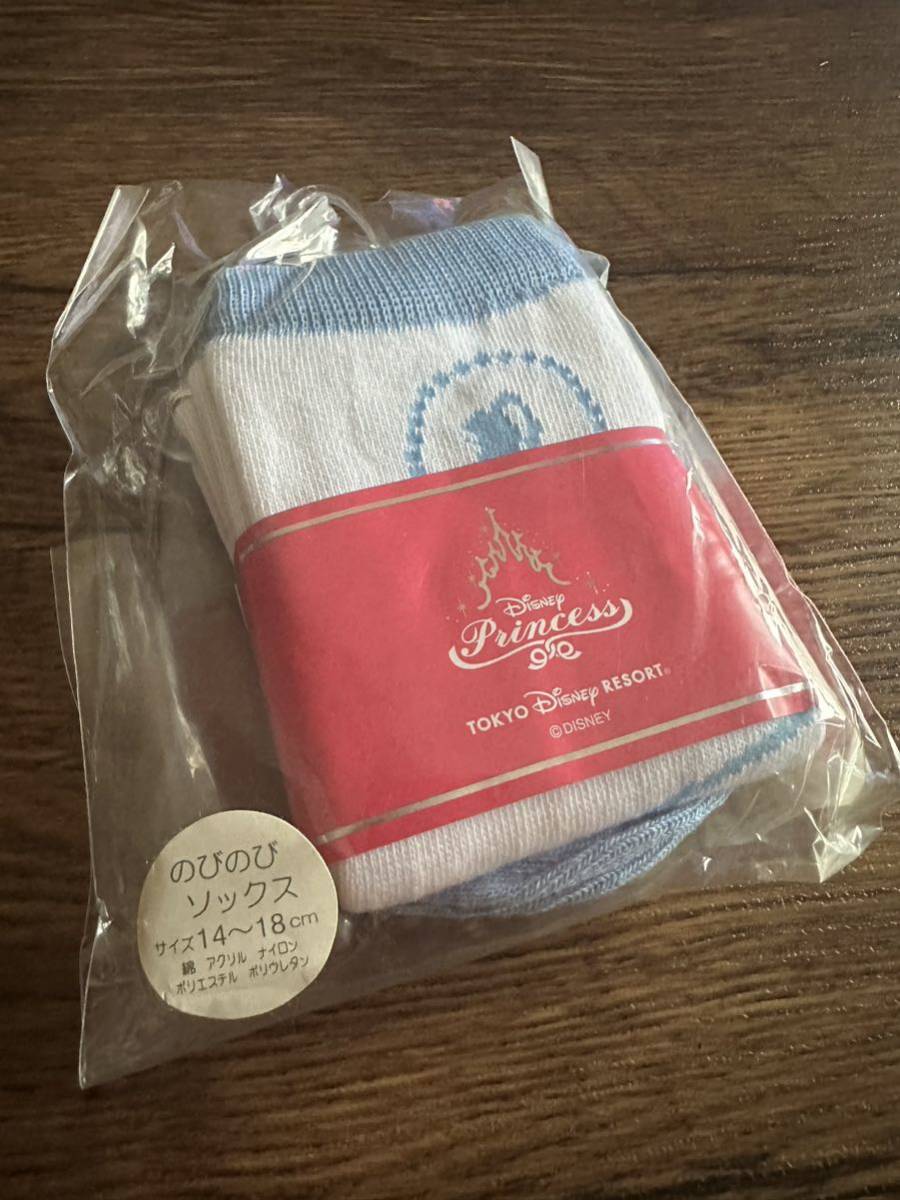 Disney
Princess
TOKYO Disney RESORT®
©DISNEY
のびのび
ソックス
サイズ14～18cm
綿 アクリル ナイロン
ポリエステル ポリウレタン